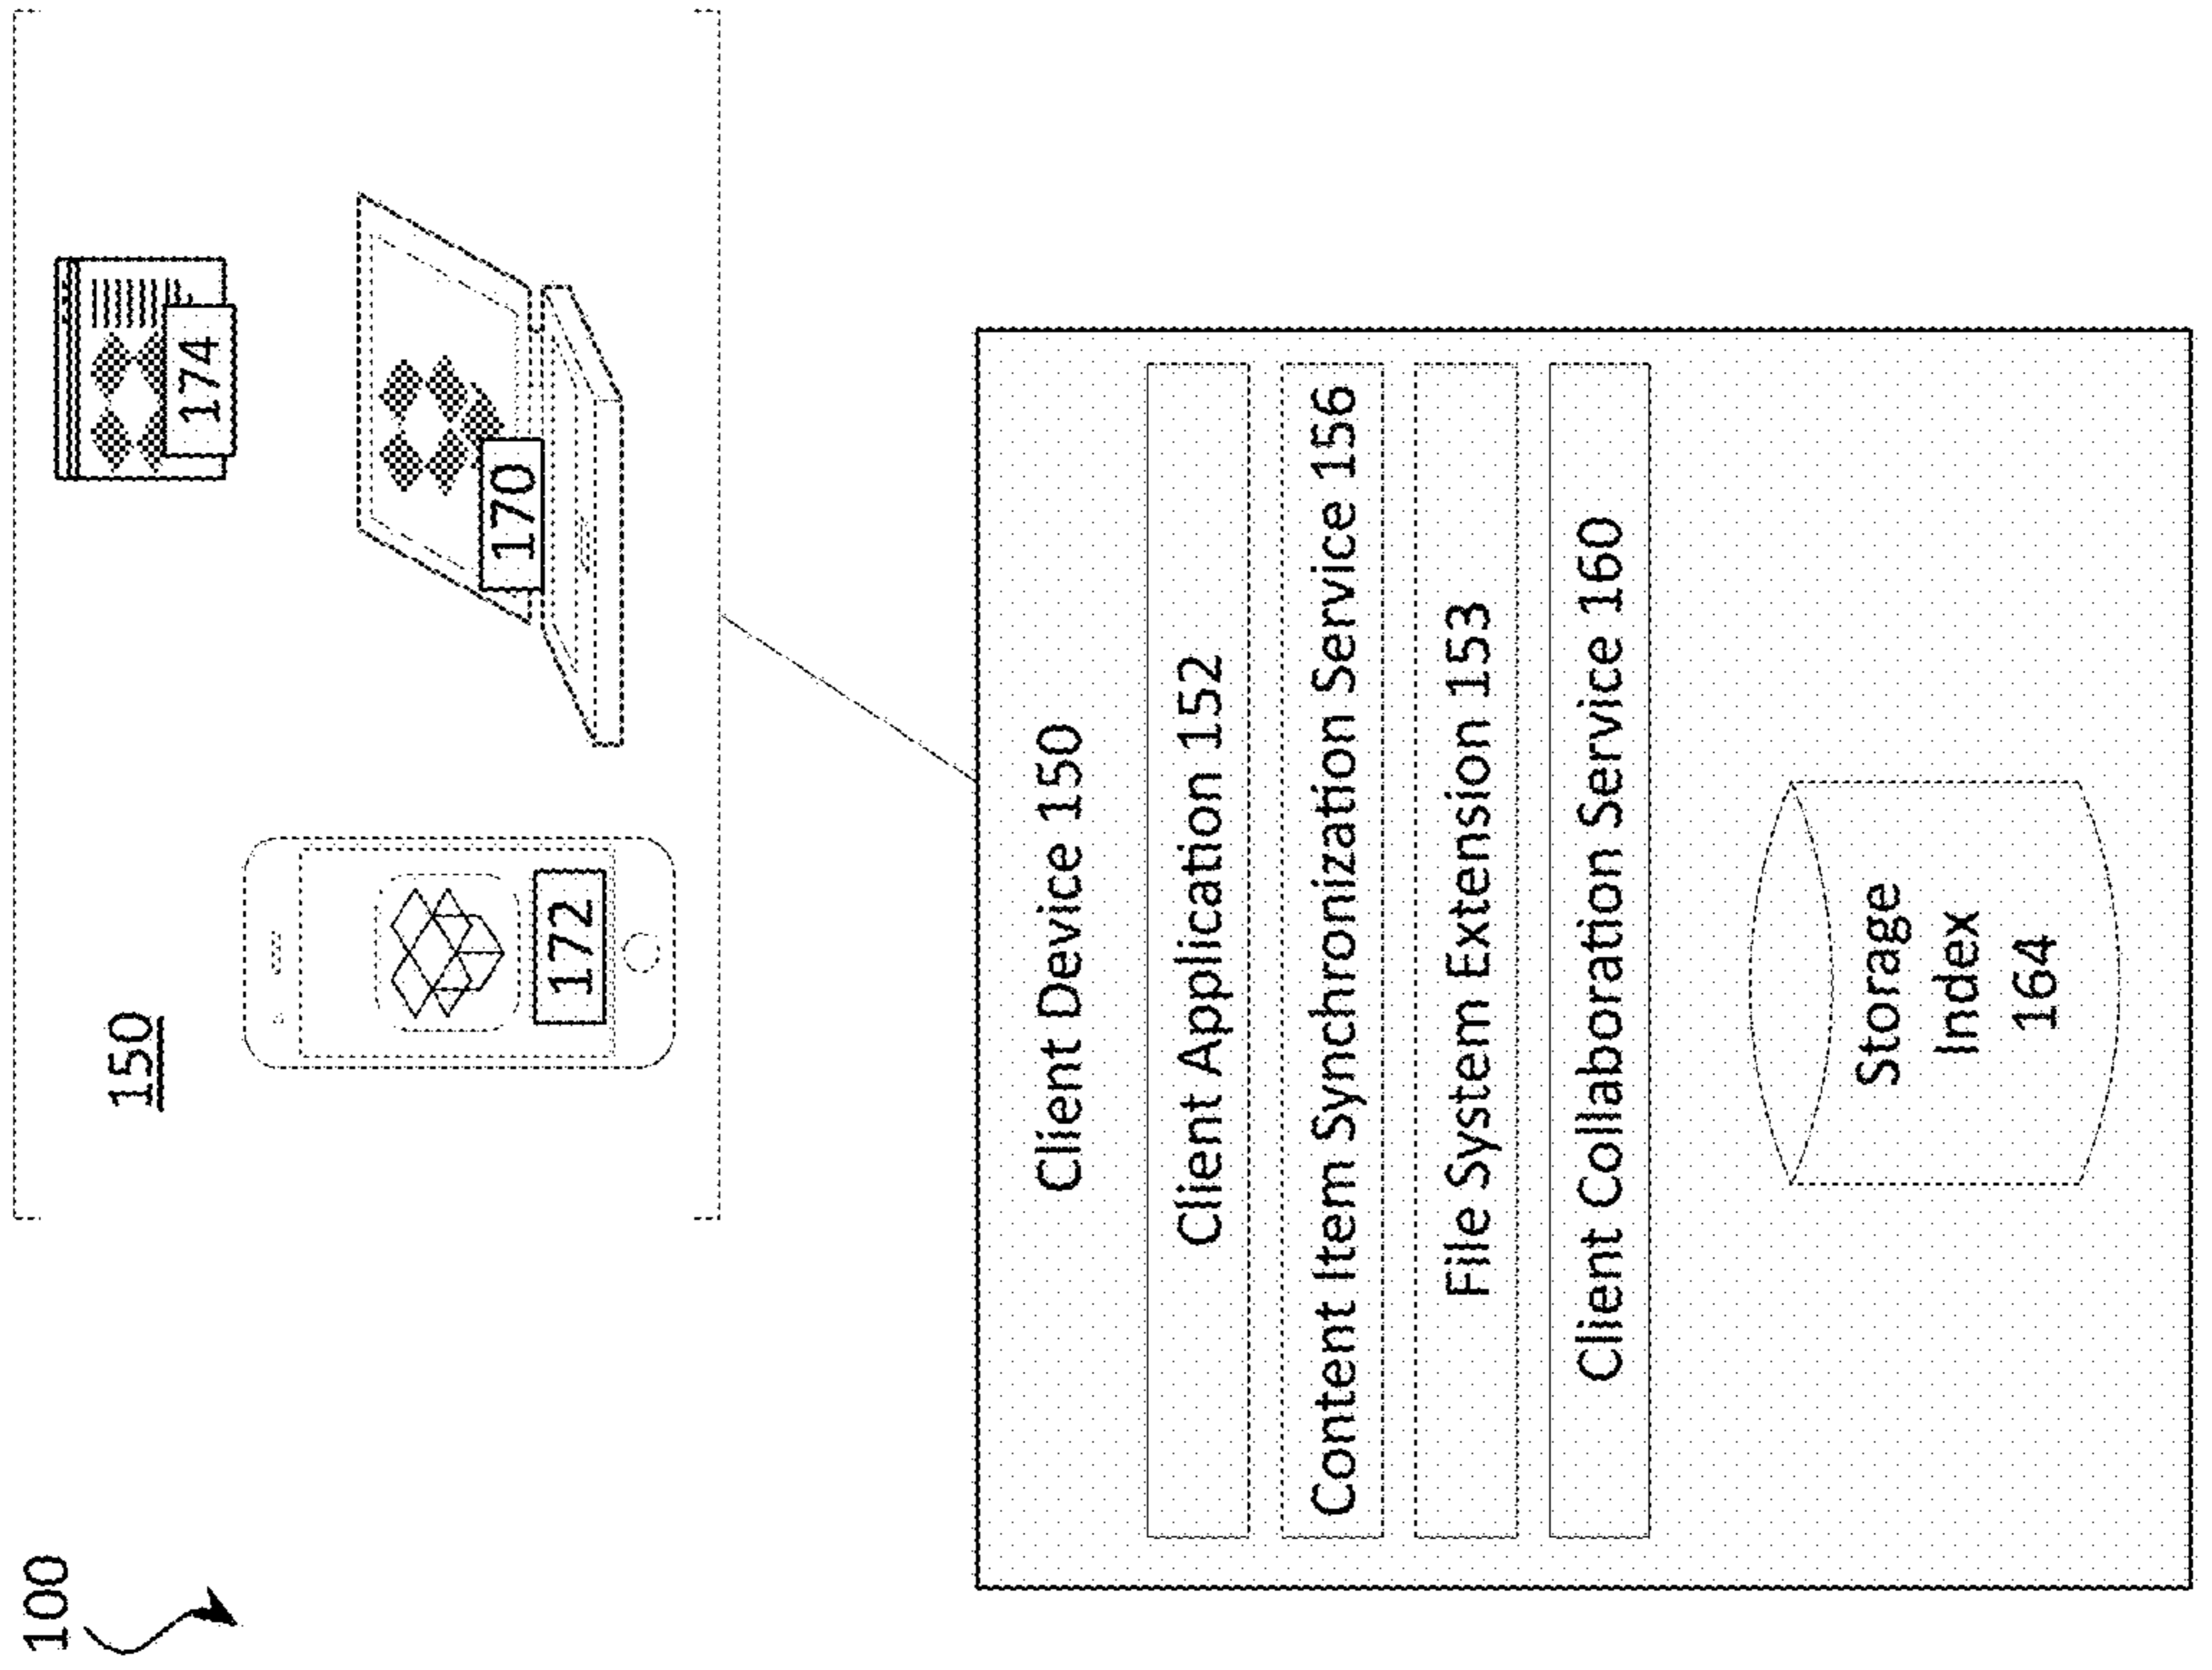 100
150
172
170
174
Client Device 150
Client Application 152
Content Item Synchronization Service 156
File System Extension 153
Client Collaboration Service 160
Storage
Index
164